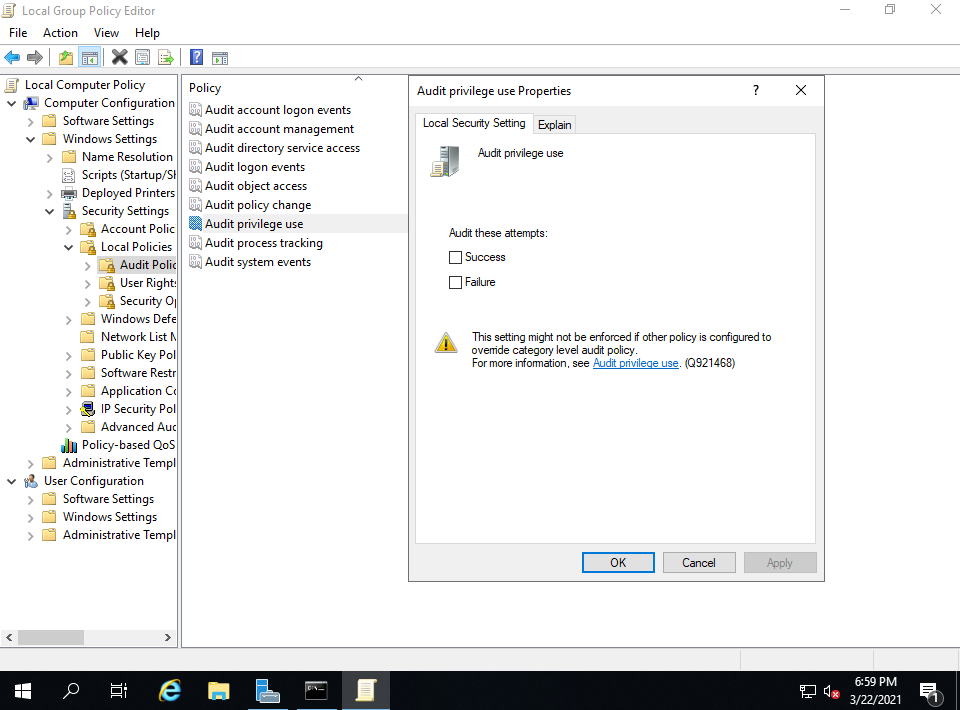 Local Group Policy Editor
File Action View Help
Local Computer Policy
Computer Configuration
Software Settings
Windows Settings
Name Resolution
Scripts (Startup/Sh
Deployed Printers
Security Settings
Account Polic
Local Policies
Audit Polic
User Rights
Security Op
Windows Defe
Network List M
Public Key Pol
Software Restr
Application Co
IP Security Pol
Advanced Aud
Policy-based QoS
Administrative Templ
User Configuration
Software Settings
Windows Settings
Administrative Templ
Policy
Audit account logon events
Audit account management
Audit directory service access
Audit logon events
Audit object access
Audit policy change
Audit privilege use
Audit process tracking
Audit system events
Audit privilege use Properties
?
Local Security Setting Explain
Audit privilege use
Audit these attempts:
Success
Failure
This setting might not be enforced if other policy is configured to
override category level audit policy.
For more information, see Audit privilege use. (Q921468)
OK Cancel Apply
6:59 PM
3/22/2021
1